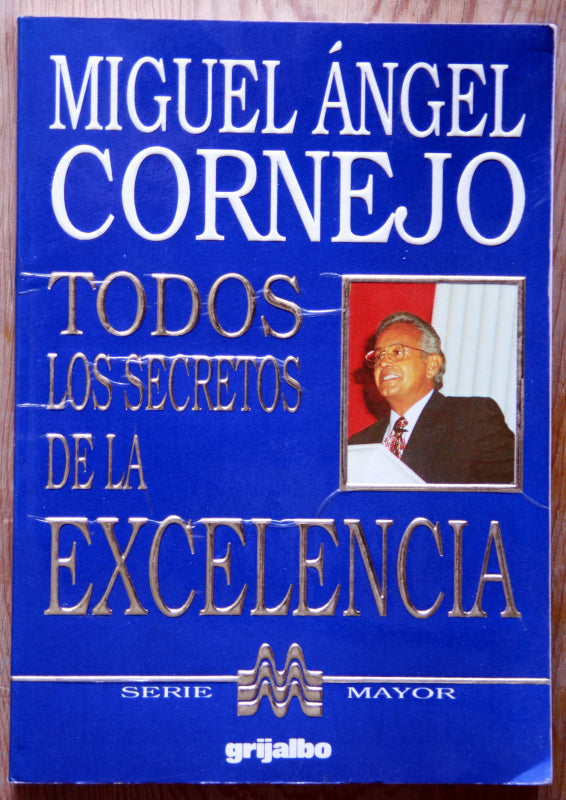 MIGUEL ÁNGEL
CORNEJO
TODOS
LOS SECRETOS
DE LA
EXCELENCIA
SERIE MAYOR
grijalbo